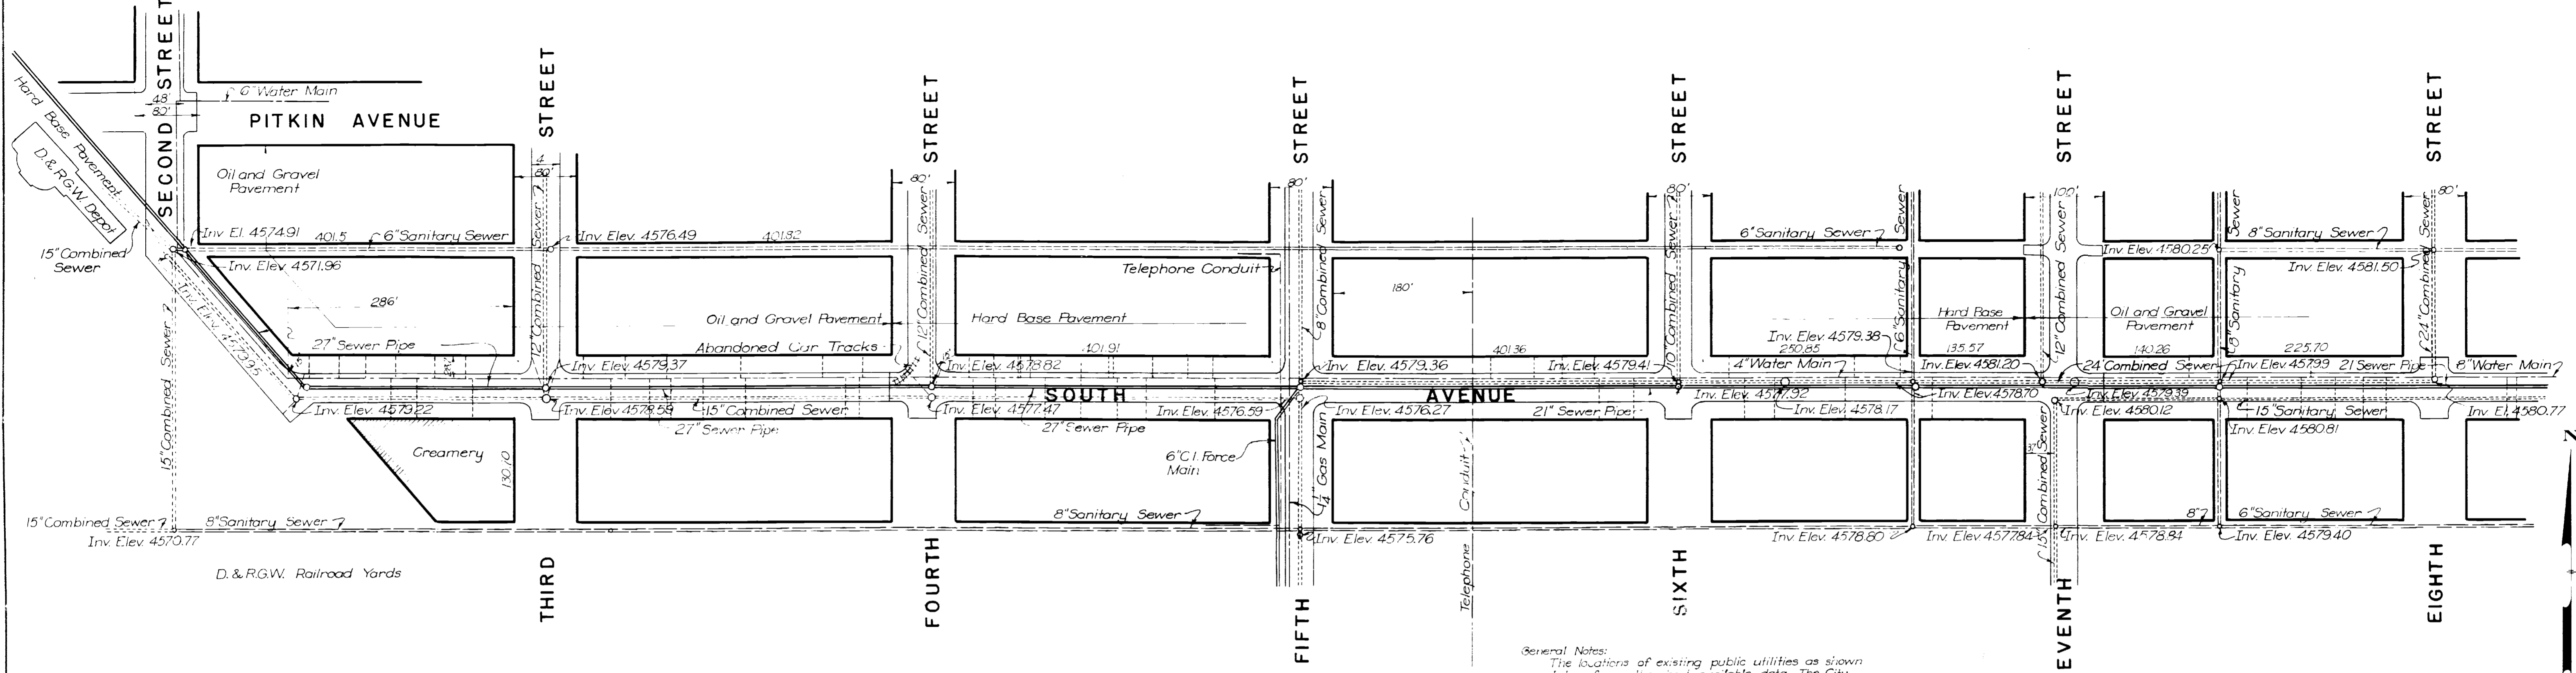 SECOND STREET
THIRD STREET
FOURTH STREET
FIFTH STREET
SIXTH STREET
EIGHTH STREET
STREET
EVENTH
Hard Base Pavement
48'
80'
6" Water Main
PITKIN AVENUE
D. & R.G.W. Depot
Oil and Gravel
Pavement
80'
80'
80'
80'
100'
80'
15" Combined
Sewer
Inv. El. 4574.91
401.5
6" Sanitary Sewer
Inv. Elev. 4576.49
401.82
6" Sanitary Sewer
Inv. Elev. 4580.25
8" Sanitary Sewer
Inv. Elev. 4581.50
Inv. Elev. 4571.96
12" Combined Sewer
12" Combined Sewer
Telephone Conduit
8" Combined Sewer
10" Combined Sewer
6" Sanitary Sewer
12" Combined Sewer
8" Sanitary Sewer
24" Combined Sewer
286'
180'
Oil and Gravel Pavement
Hard Base Pavement
Hard Base
Pavement
Oil and Gravel
Pavement
15" Combined Sewer
27" Sewer Pipe
Abandoned Car Tracks
401.91
401.36
Inv. Elev. 4579.38
250.85
135.57
140.26
225.70
Inv. Elev. 4579.37
Inv. Elev. 4578.82
Inv. Elev. 4579.36
Inv. Elev. 4579.41
4" Water Main
Inv. Elev. 4581.20
24" Combined Sewer
Inv. Elev. 4579.9
21" Sewer Pipe
8" Water Main
SOUTH AVENUE
Inv. Elev. 4579.22
Inv. Elev. 4578.59
15" Combined Sewer
Inv. Elev. 4577.47
Inv. Elev. 4576.59
Inv. Elev. 4576.27
21" Sewer Pipe
Inv. Elev. 4577.92
Inv. Elev. 4578.17
Inv. Elev. 4578.70
Inv. Elev. 4579.39
Inv. Elev. 4580.12
15" Sanitary Sewer
Inv. El. 4580.77
27" Sewer Pipe
27" Sewer Pipe
Inv. Elev. 4580.81
Creamery
130.10
6" C.I. Force
Main
Gas Main
Telephone Conduit
15" Combined Sewer
15" Combined Sewer
8" Sanitary Sewer
8" Sanitary Sewer
8"
6" Sanitary Sewer
Inv. Elev. 4570.77
Inv. Elev. 4575.76
Inv. Elev. 4578.80
Inv. Elev. 4577.84
Inv. Elev. 4578.84
Inv. Elev. 4579.40
D. & R.G.W. Railroad Yards
N
General Notes:
The locations of existing public utilities as shown